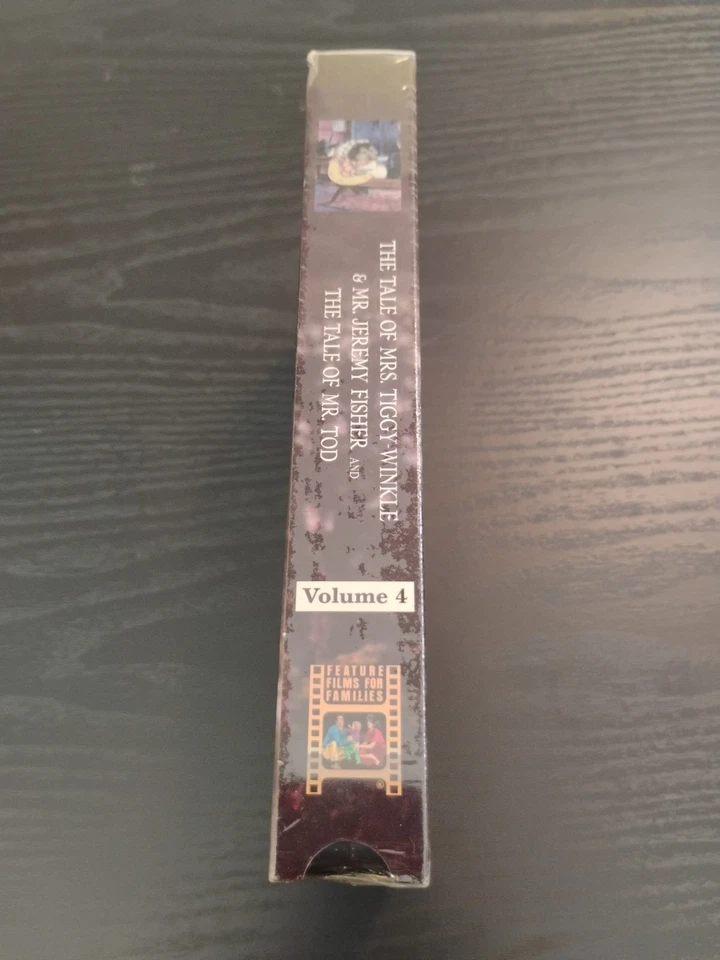 THE TALE OF MRS. TIGGY-WINKLE
& MR. JEREMY FISHER AND
THE TALE OF MR. TOD
Volume 4
FEATURE
FILMS FOR
FAMILIES
®